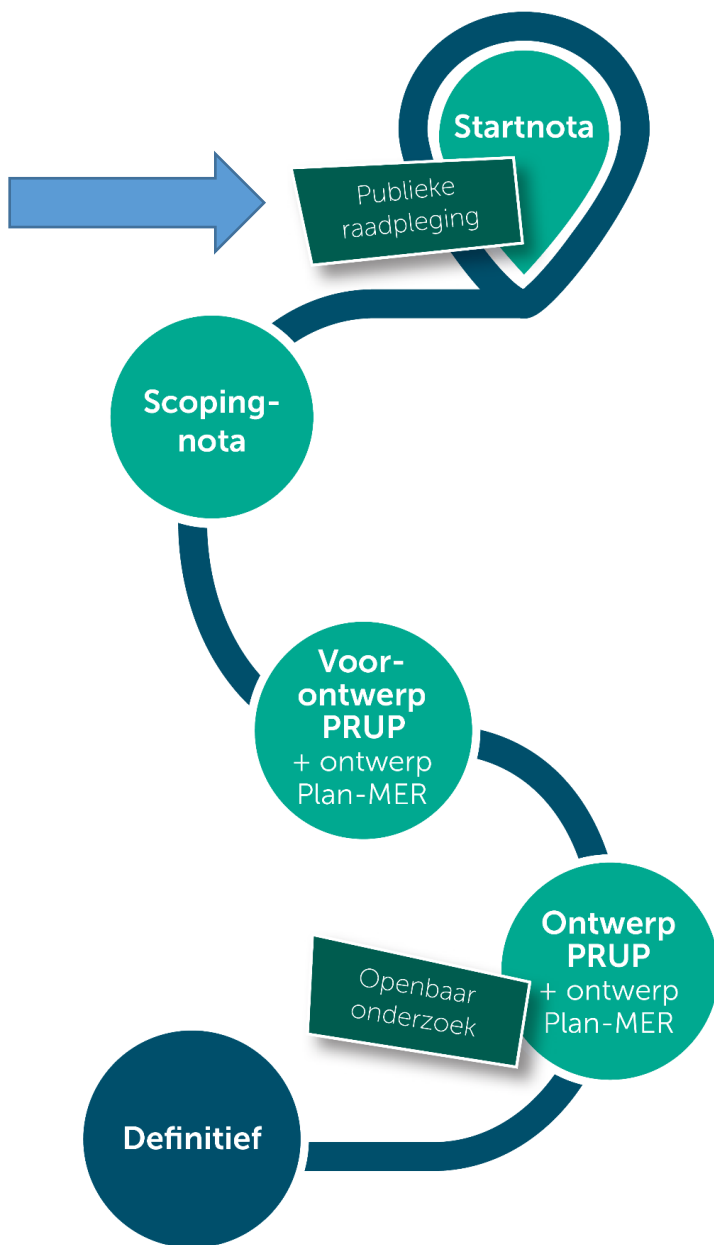 Startnota
Publieke
raadpleging
Scoping-
nota
Voor-
ontwerp
PRUP
+ ontwerp
Plan-MER
Ontwerp
PRUP
+ ontwerp
Plan-MER
Openbaar
onderzoek
Definitief